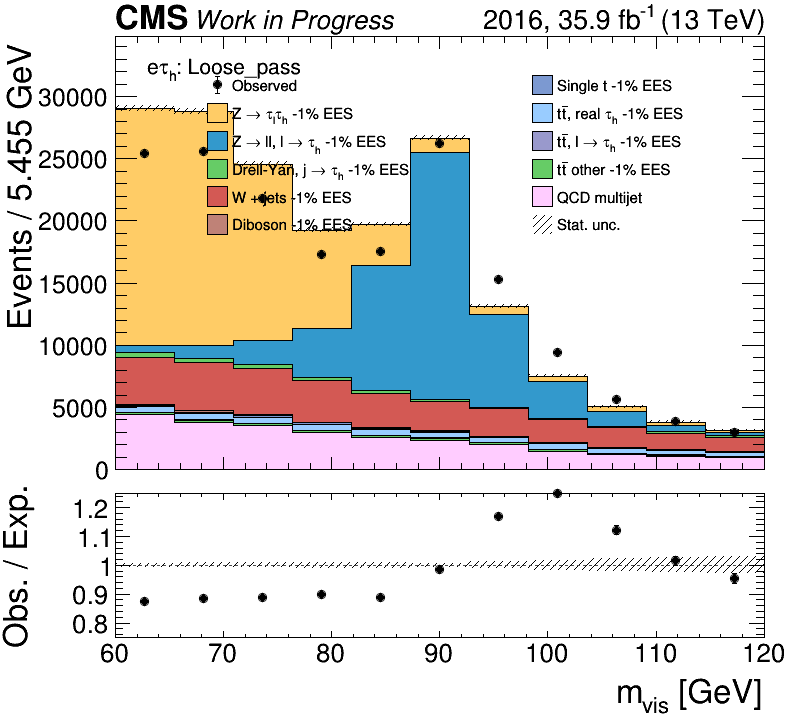 CMS Work in Progress 2016, 35.9 fb⁻¹ (13 TeV)
eτₕ: Loose_pass
Observed
Z → τₗτₕ -1% EES
Z → ll, l → τₕ -1% EES
Drell-Yan, j → τₕ -1% EES
W + jets -1% EES
Diboson -1% EES
Single t -1% EES
tt̄, real τₕ -1% EES
tt̄, l → τₕ -1% EES
tt̄ other -1% EES
QCD multijet
Stat. unc.
Events / 5.455 GeV
30000
25000
20000
15000
10000
5000
0
Obs. / Exp.
1.2
1.1
1
0.9
0.8
60 70 80 90 100 110 120
m_vis [GeV]